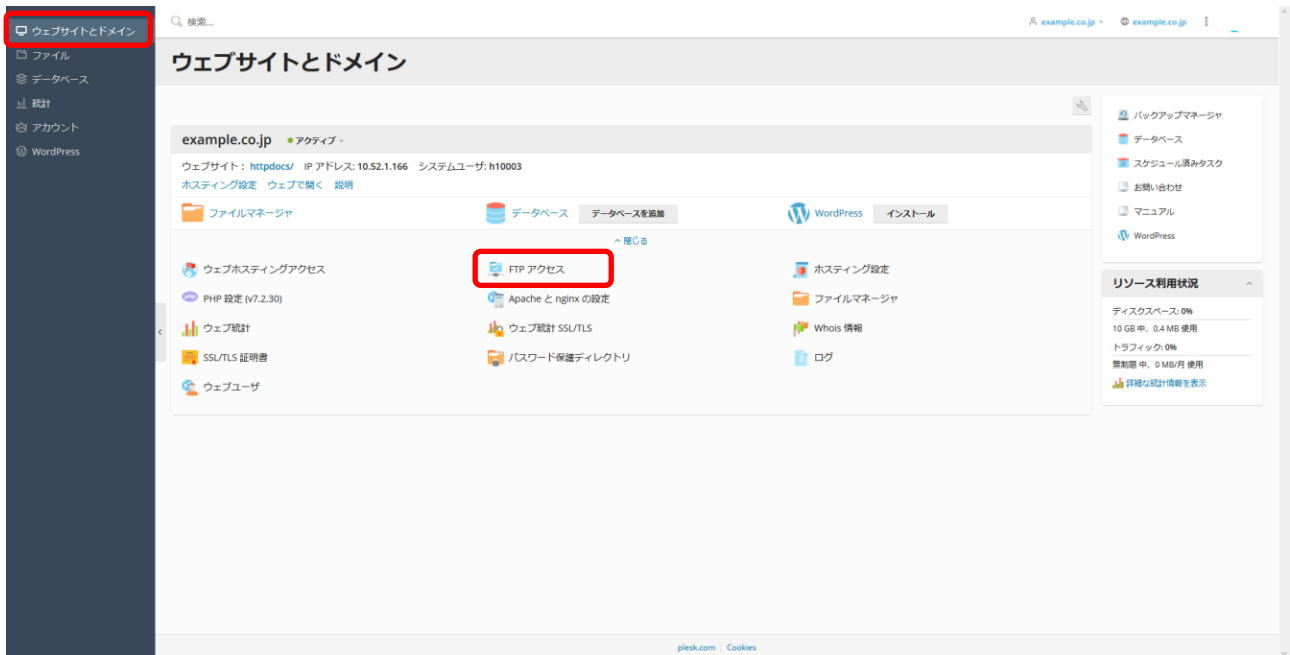 検索...
example.co.jp example.co.jp
ウェブサイトとドメイン
ファイル
データベース
統計
アカウント
WordPress
ウェブサイトとドメイン
example.co.jp アクティブ
ウェブサイト: httpdocs/ IP アドレス: 10.52.1.166 システムユーザ: h10003
ホスティング設定 ウェブで開く 説明
ファイルマネージャ データベース データベースを追加 WordPress インストール
閉じる
ウェブホスティングアクセス FTP アクセス ホスティング設定
PHP 設定 (v7.2.30) Apache と nginx の設定 ファイルマネージャ
ウェブ統計 ウェブ統計 SSL/TLS Whois 情報
SSL/TLS 証明書 パスワード保護ディレクトリ ログ
ウェブユーザ
バックアップマネージャ
データベース
スケジュール済みタスク
お問い合わせ
マニュアル
WordPress
リソース利用状況
ディスクスペース: 0%
10 GB 中、0.4 MB 使用
トラフィック: 0%
無制限 中、0 MB/月 使用
詳細な統計情報を表示
plesk.com Cookies